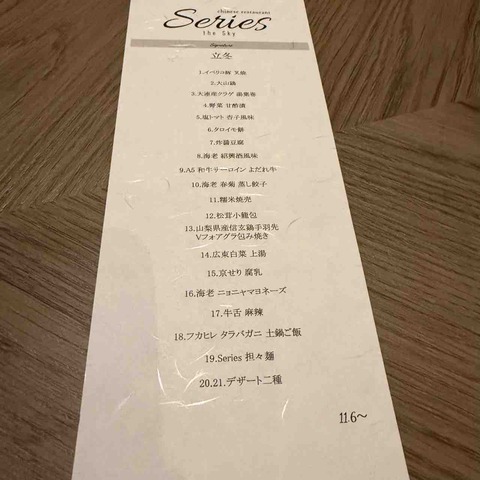 chinese restaurant
Series
the Sky
Signature
立冬
1.イベリコ豚 叉焼
2.大山鶏
3.大連産クラゲ 湯葉巻
4.野菜 甘酢漬
5.塩トマト 杏子風味
6.タロイモ餅
7.炸醤豆腐
8.海老 紹興酒風味
9.A5 和牛サーロイン よだれ牛
10.海老 春菊 蒸し餃子
11.糯米焼売
12.松茸小籠包
13.山梨県産信玄鶏手羽先
Vフォアグラ包み焼き
14.広東白菜 上湯
15.京せり 腐乳
16.海老 ニョニャマヨネーズ
17.牛舌 麻辣
18.フカヒレ タラバガニ 土鍋ご飯
19.Series 担々麺
20.21.デザート二種
11.6〜